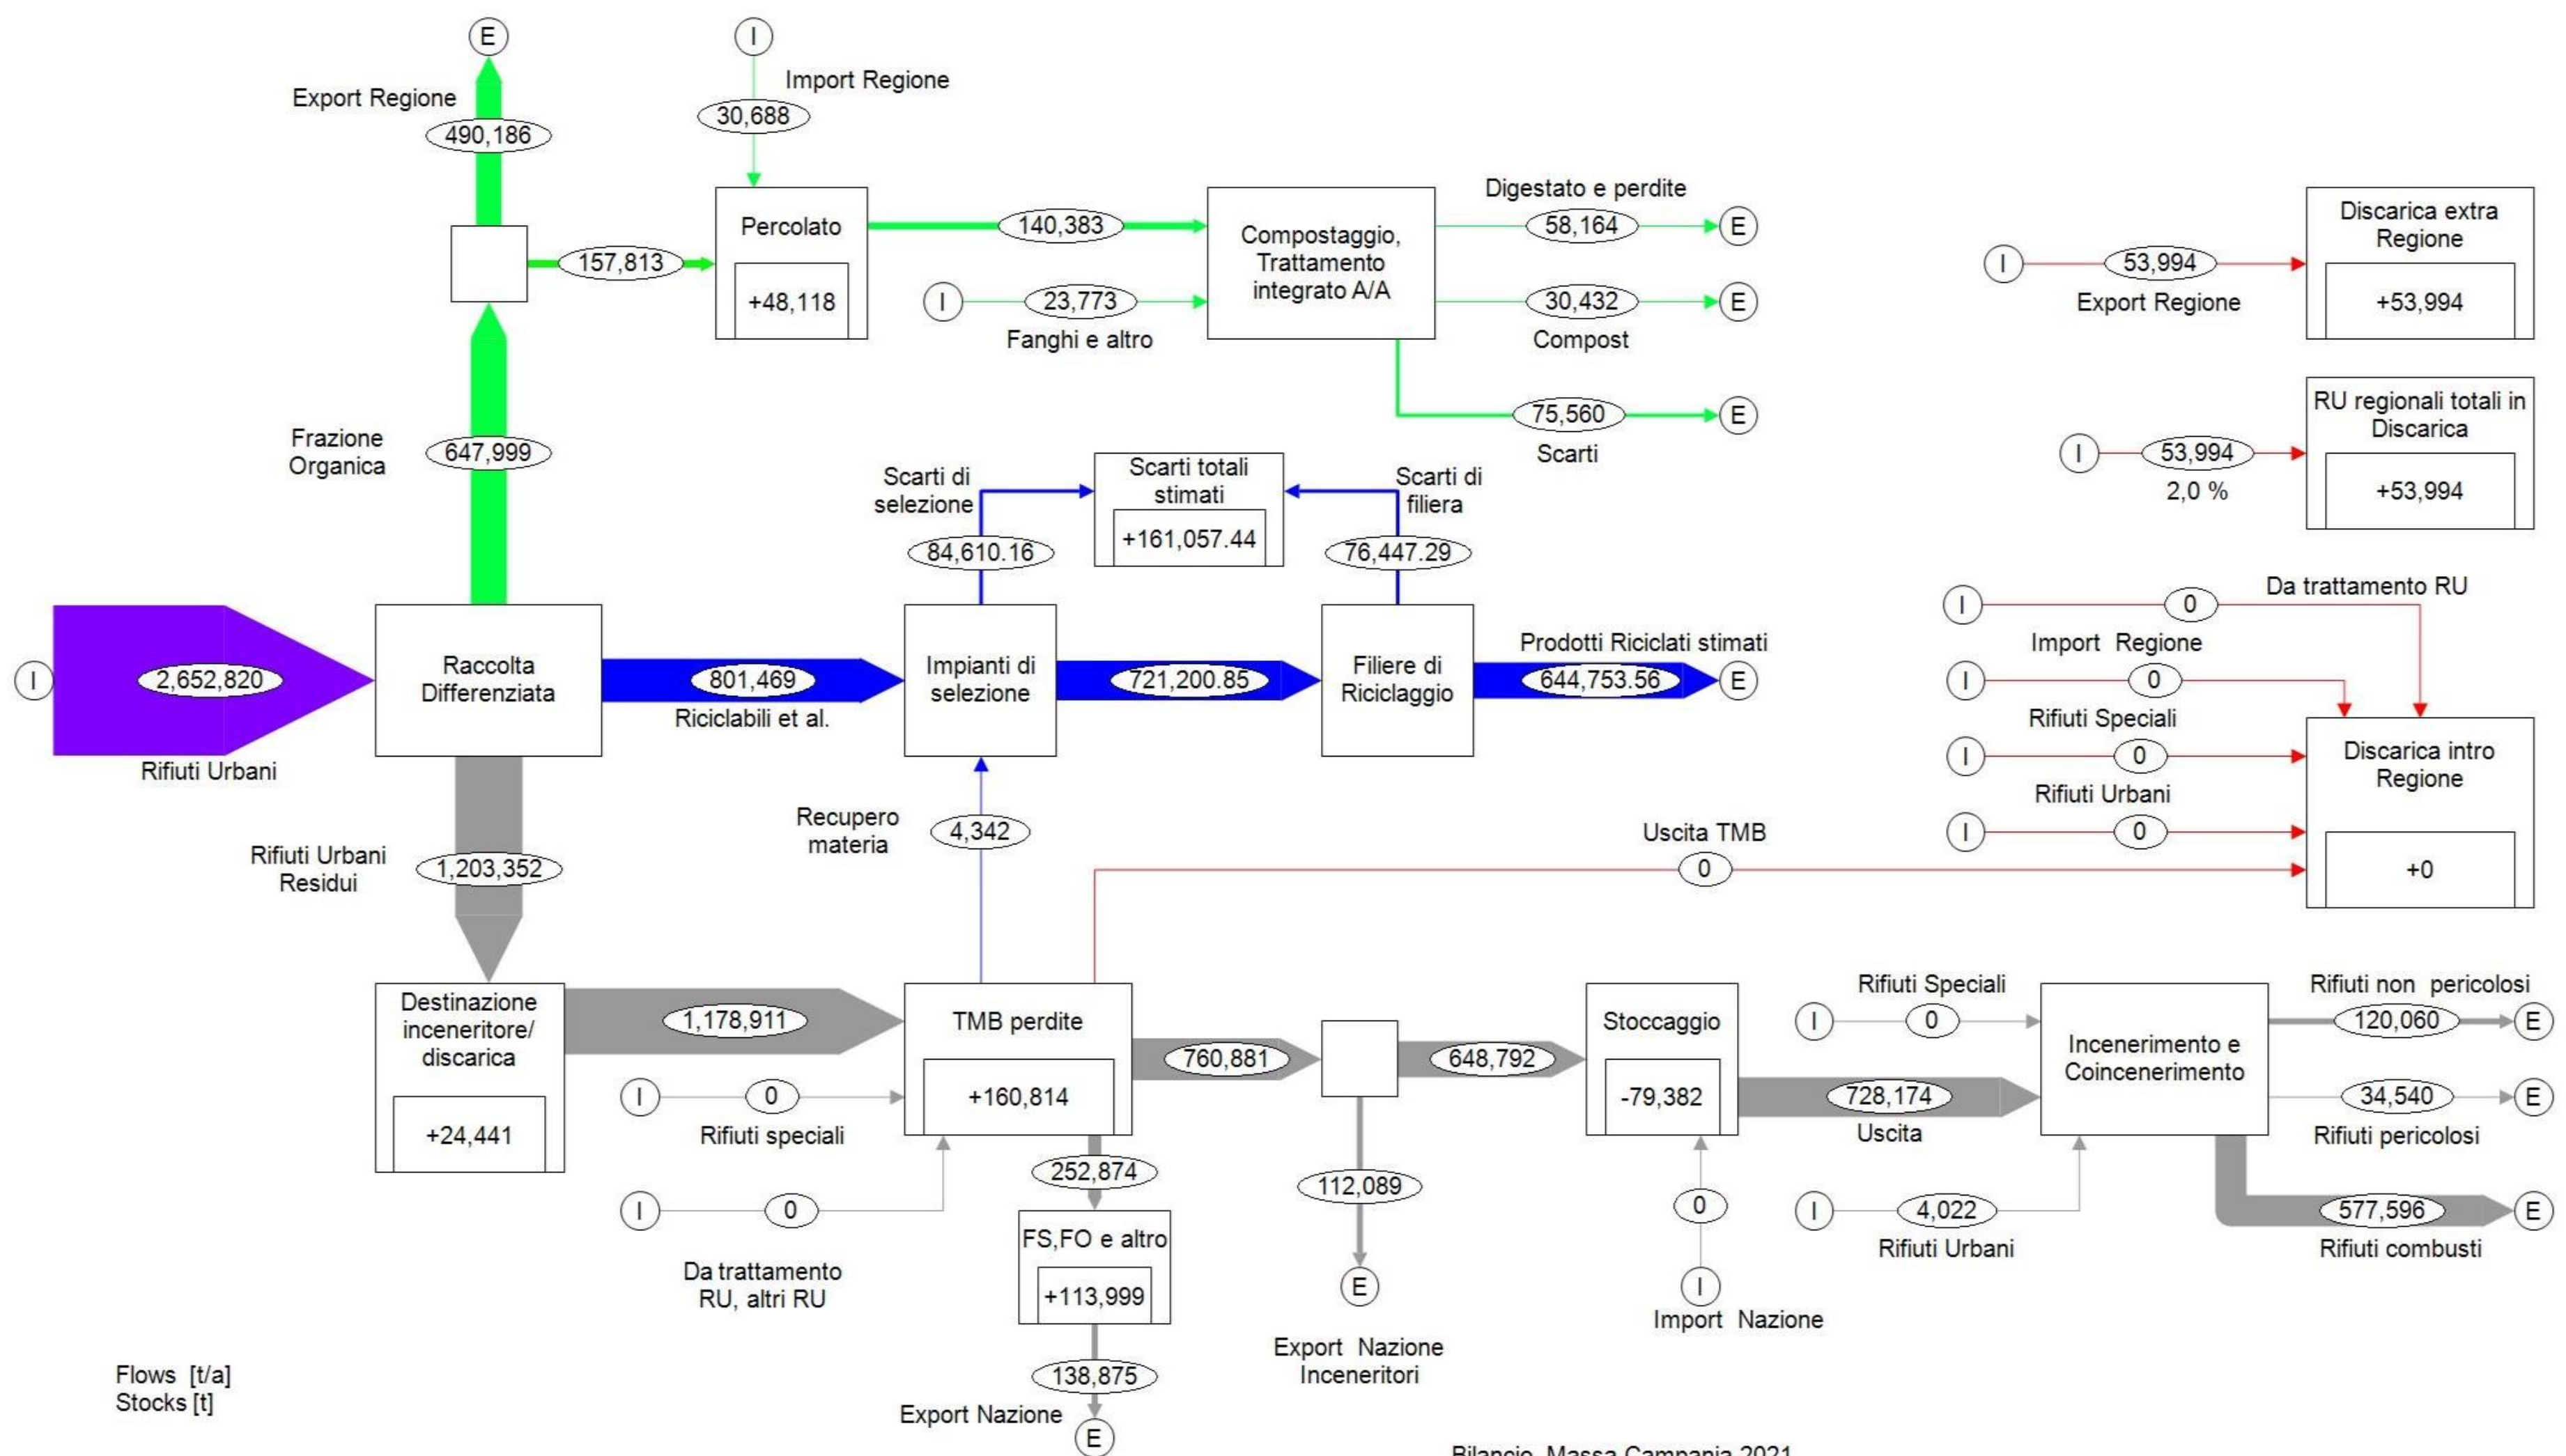 E
I
Export Regione
Import Regione
490,186
30,688
157,813
Percolato
+48,118
140,383
I
23,773
Fanghi e altro
Compostaggio,
Trattamento
integrato A/A
Digestato e perdite
58,164
E
30,432
E
Compost
75,560
E
Scarti
Discarica extra
Regione
I
53,994
Export Regione
+53,994
RU regionali totali in
Discarica
I
53,994
2,0 %
+53,994
Frazione
Organica
647,999
Scarti di
selezione
Scarti totali
stimati
+161,057.44
Scarti di
filiera
84,610.16
76,447.29
I
2,652,820
Rifiuti Urbani
Raccolta
Differenziata
801,469
Riciclabili et al.
Impianti di
selezione
721,200.85
Filiere di
Riciclaggio
Prodotti Riciclati stimati
644,753.56
E
I
0
Da trattamento RU
Import  Regione
I
0
Rifiuti Speciali
I
0
Rifiuti Urbani
I
0
Discarica intro
Regione
+0
Recupero
materia
4,342
Uscita TMB
0
Rifiuti Urbani
Residui
1,203,352
Destinazione
inceneritore/
discarica
+24,441
1,178,911
I
0
Rifiuti speciali
I
0
Da trattamento
RU, altri RU
TMB perdite
+160,814
760,881
252,874
FS,FO e altro
+113,999
138,875
Export Nazione
E
648,792
112,089
E
Export  Nazione
Inceneritori
Stoccaggio
-79,382
0
I
Import  Nazione
728,174
Uscita
Rifiuti Speciali
I
0
I
4,022
Rifiuti Urbani
Incenerimento e
Coincenerimento
Rifiuti non  pericolosi
120,060
E
34,540
E
Rifiuti pericolosi
577,596
E
Rifiuti combusti
Flows  [t/a]
Stocks [t]
Bilancio  Massa Campania 2021